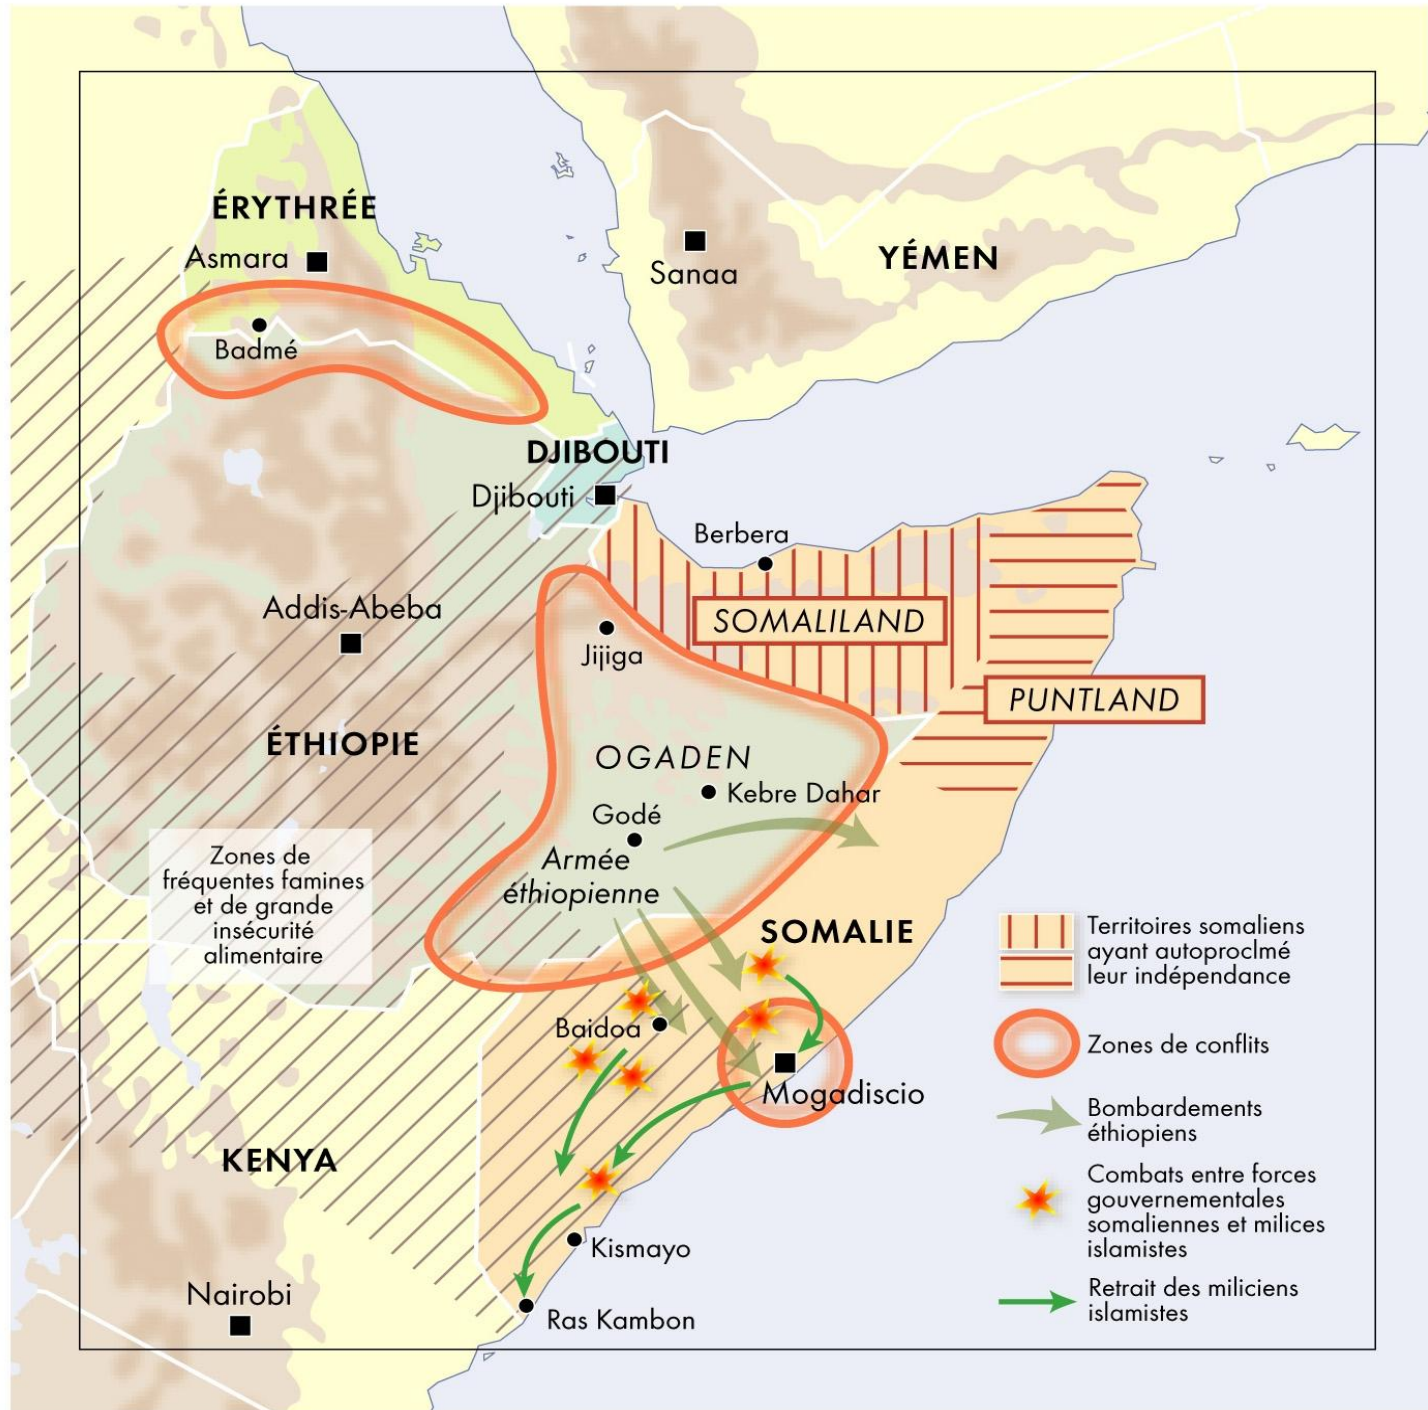 ÉRYTHRÉE
Asmara
Badmé
Sanaa
YÉMEN
DJIBOUTI
Djibouti
Berbera
SOMALILAND
PUNTLAND
Addis-Abeba
Jijiga
ÉTHIOPIE
OGADEN
Kebre Dahar
Godé
Armée
éthiopienne
Zones de
fréquentes famines
et de grande
insécurité
alimentaire
SOMALIE
Baidoa
Mogadiscio
KENYA
Kismayo
Nairobi
Ras Kambon
Territoires somaliens
ayant autoproclmé
leur indépendance
Zones de conflits
Bombardements
éthiopiens
Combats entre forces
gouvernementales
somaliennes et milices
islamistes
Retrait des miliciens
islamistes